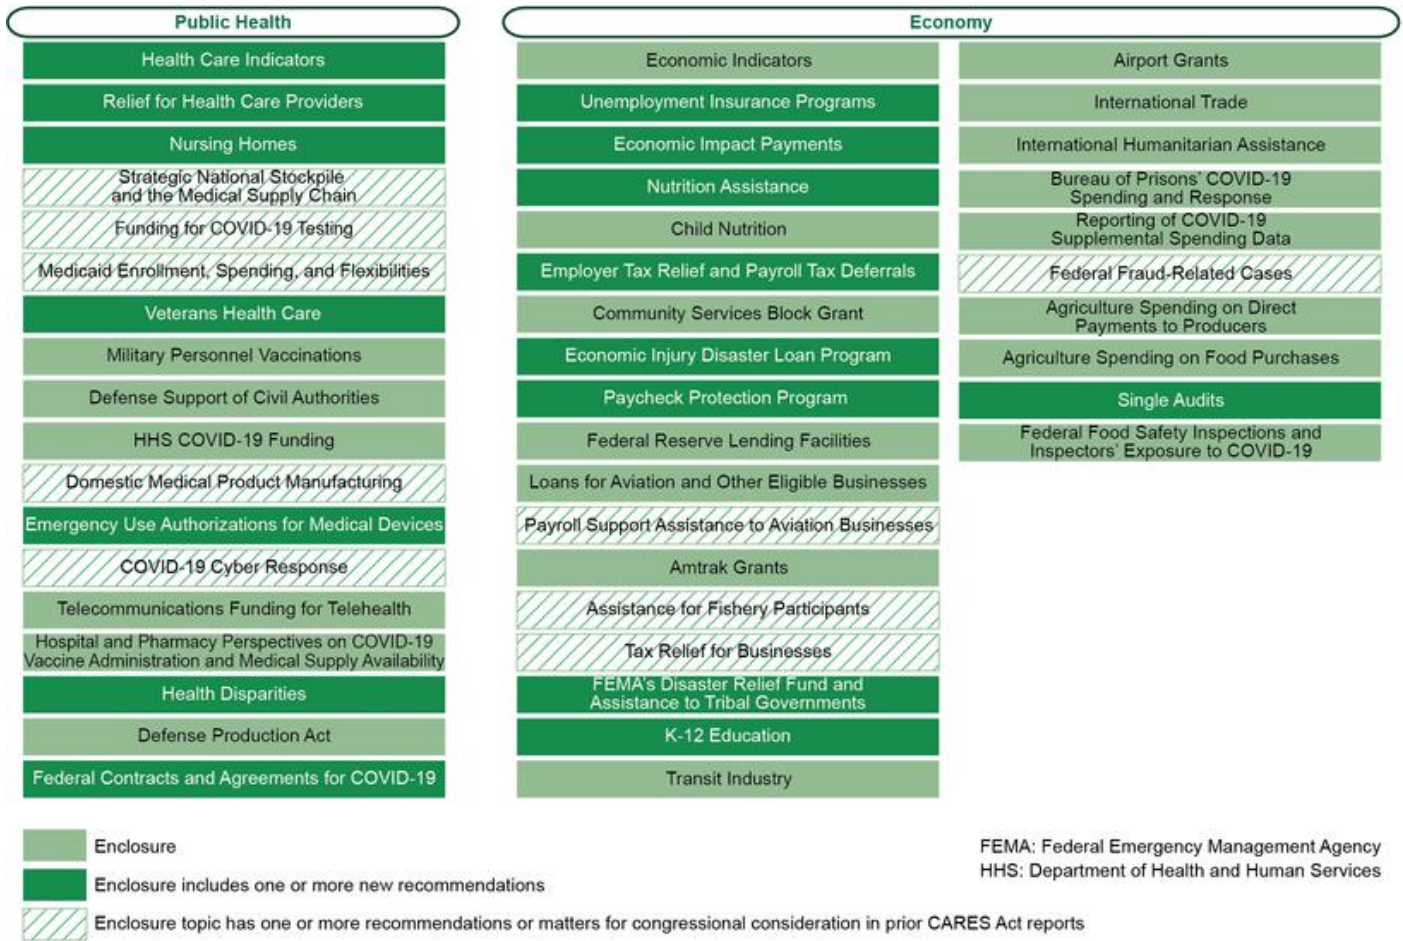 Public Health
Health Care Indicators
Relief for Health Care Providers
Nursing Homes
Strategic National Stockpile
and the Medical Supply Chain
Funding for COVID-19 Testing
Medicaid Enrollment, Spending, and Flexibilities
Veterans Health Care
Military Personnel Vaccinations
Defense Support of Civil Authorities
HHS COVID-19 Funding
Domestic Medical Product Manufacturing
Emergency Use Authorizations for Medical Devices
COVID-19 Cyber Response
Telecommunications Funding for Telehealth
Hospital and Pharmacy Perspectives on COVID-19
Vaccine Administration and Medical Supply Availability
Health Disparities
Defense Production Act
Federal Contracts and Agreements for COVID-19
Economy
Economic Indicators
Unemployment Insurance Programs
Economic Impact Payments
Nutrition Assistance
Child Nutrition
Employer Tax Relief and Payroll Tax Deferrals
Community Services Block Grant
Economic Injury Disaster Loan Program
Paycheck Protection Program
Federal Reserve Lending Facilities
Loans for Aviation and Other Eligible Businesses
Payroll Support Assistance to Aviation Businesses
Amtrak Grants
Assistance for Fishery Participants
Tax Relief for Businesses
FEMA's Disaster Relief Fund and
Assistance to Tribal Governments
K-12 Education
Transit Industry
Airport Grants
International Trade
International Humanitarian Assistance
Bureau of Prisons' COVID-19
Spending and Response
Reporting of COVID-19
Supplemental Spending Data
Federal Fraud-Related Cases
Agriculture Spending on Direct
Payments to Producers
Agriculture Spending on Food Purchases
Single Audits
Federal Food Safety Inspections and
Inspectors' Exposure to COVID-19
Enclosure
Enclosure includes one or more new recommendations
Enclosure topic has one or more recommendations or matters for congressional consideration in prior CARES Act reports
FEMA: Federal Emergency Management Agency
HHS: Department of Health and Human Services